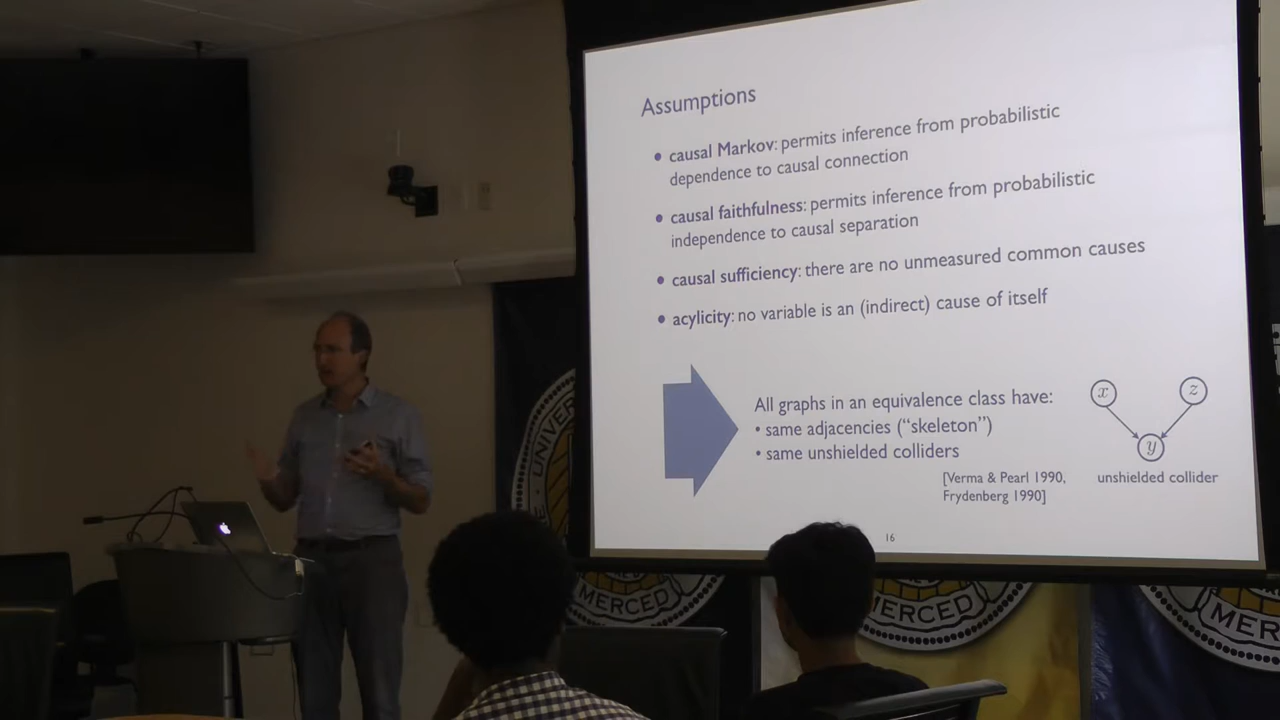 Assumptions
• causal Markov: permits inference from probabilistic
dependence to causal connection
• causal faithfulness: permits inference from probabilistic
independence to causal separation
• causal sufficiency: there are no unmeasured common causes
• acylicity: no variable is an (indirect) cause of itself
All graphs in an equivalence class have:
• same adjacencies (“skeleton”)
• same unshielded colliders
[Verma & Pearl 1990,
Frydenberg 1990]
x
z
y
unshielded collider
16
MERCED
MERCED